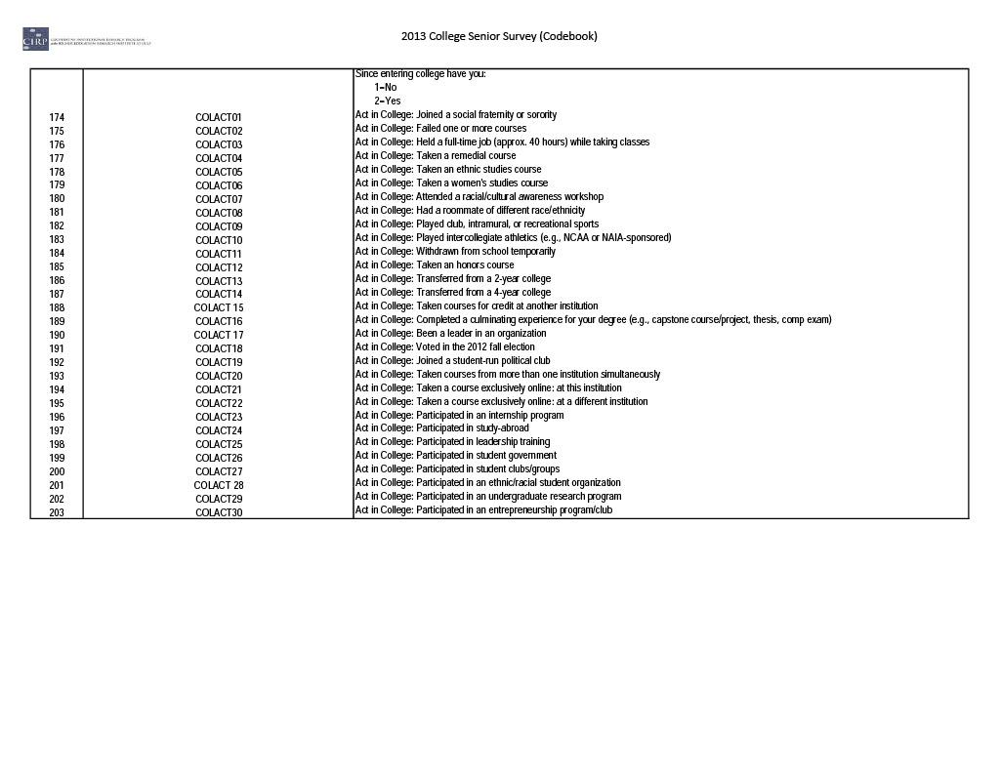 CIRP COOPERATIVE INSTITUTIONAL RESEARCH PROGRAM
at the HIGHER EDUCATION RESEARCH INSTITUTE AT UCLA
2013 College Senior Survey (Codebook)
Since entering college have you:
1=No
2=Yes
174 COLACT01 Act in College: Joined a social fraternity or sorority
175 COLACT02 Act in College: Failed one or more courses
176 COLACT03 Act in College: Held a full-time job (approx. 40 hours) while taking classes
177 COLACT04 Act in College: Taken a remedial course
178 COLACT05 Act in College: Taken an ethnic studies course
179 COLACT06 Act in College: Taken a women's studies course
180 COLACT07 Act in College: Attended a racial/cultural awareness workshop
181 COLACT08 Act in College: Had a roommate of different race/ethnicity
182 COLACT09 Act in College: Played club, intramural, or recreational sports
183 COLACT10 Act in College: Played intercollegiate athletics (e.g., NCAA or NAIA-sponsored)
184 COLACT11 Act in College: Withdrawn from school temporarily
185 COLACT12 Act in College: Taken an honors course
186 COLACT13 Act in College: Transferred from a 2-year college
187 COLACT14 Act in College: Transferred from a 4-year college
188 COLACT 15 Act in College: Taken courses for credit at another institution
189 COLACT16 Act in College: Completed a culminating experience for your degree (e.g., capstone course/project, thesis, comp exam)
190 COLACT 17 Act in College: Been a leader in an organization
191 COLACT18 Act in College: Voted in the 2012 fall election
192 COLACT19 Act in College: Joined a student-run political club
193 COLACT20 Act in College: Taken courses from more than one institution simultaneously
194 COLACT21 Act in College: Taken a course exclusively online: at this institution
195 COLACT22 Act in College: Taken a course exclusively online: at a different institution
196 COLACT23 Act in College: Participated in an internship program
197 COLACT24 Act in College: Participated in study-abroad
198 COLACT25 Act in College: Participated in leadership training
199 COLACT26 Act in College: Participated in student government
200 COLACT27 Act in College: Participated in student clubs/groups
201 COLACT 28 Act in College: Participated in an ethnic/racial student organization
202 COLACT29 Act in College: Participated in an undergraduate research program
203 COLACT30 Act in College: Participated in an entrepreneurship program/club